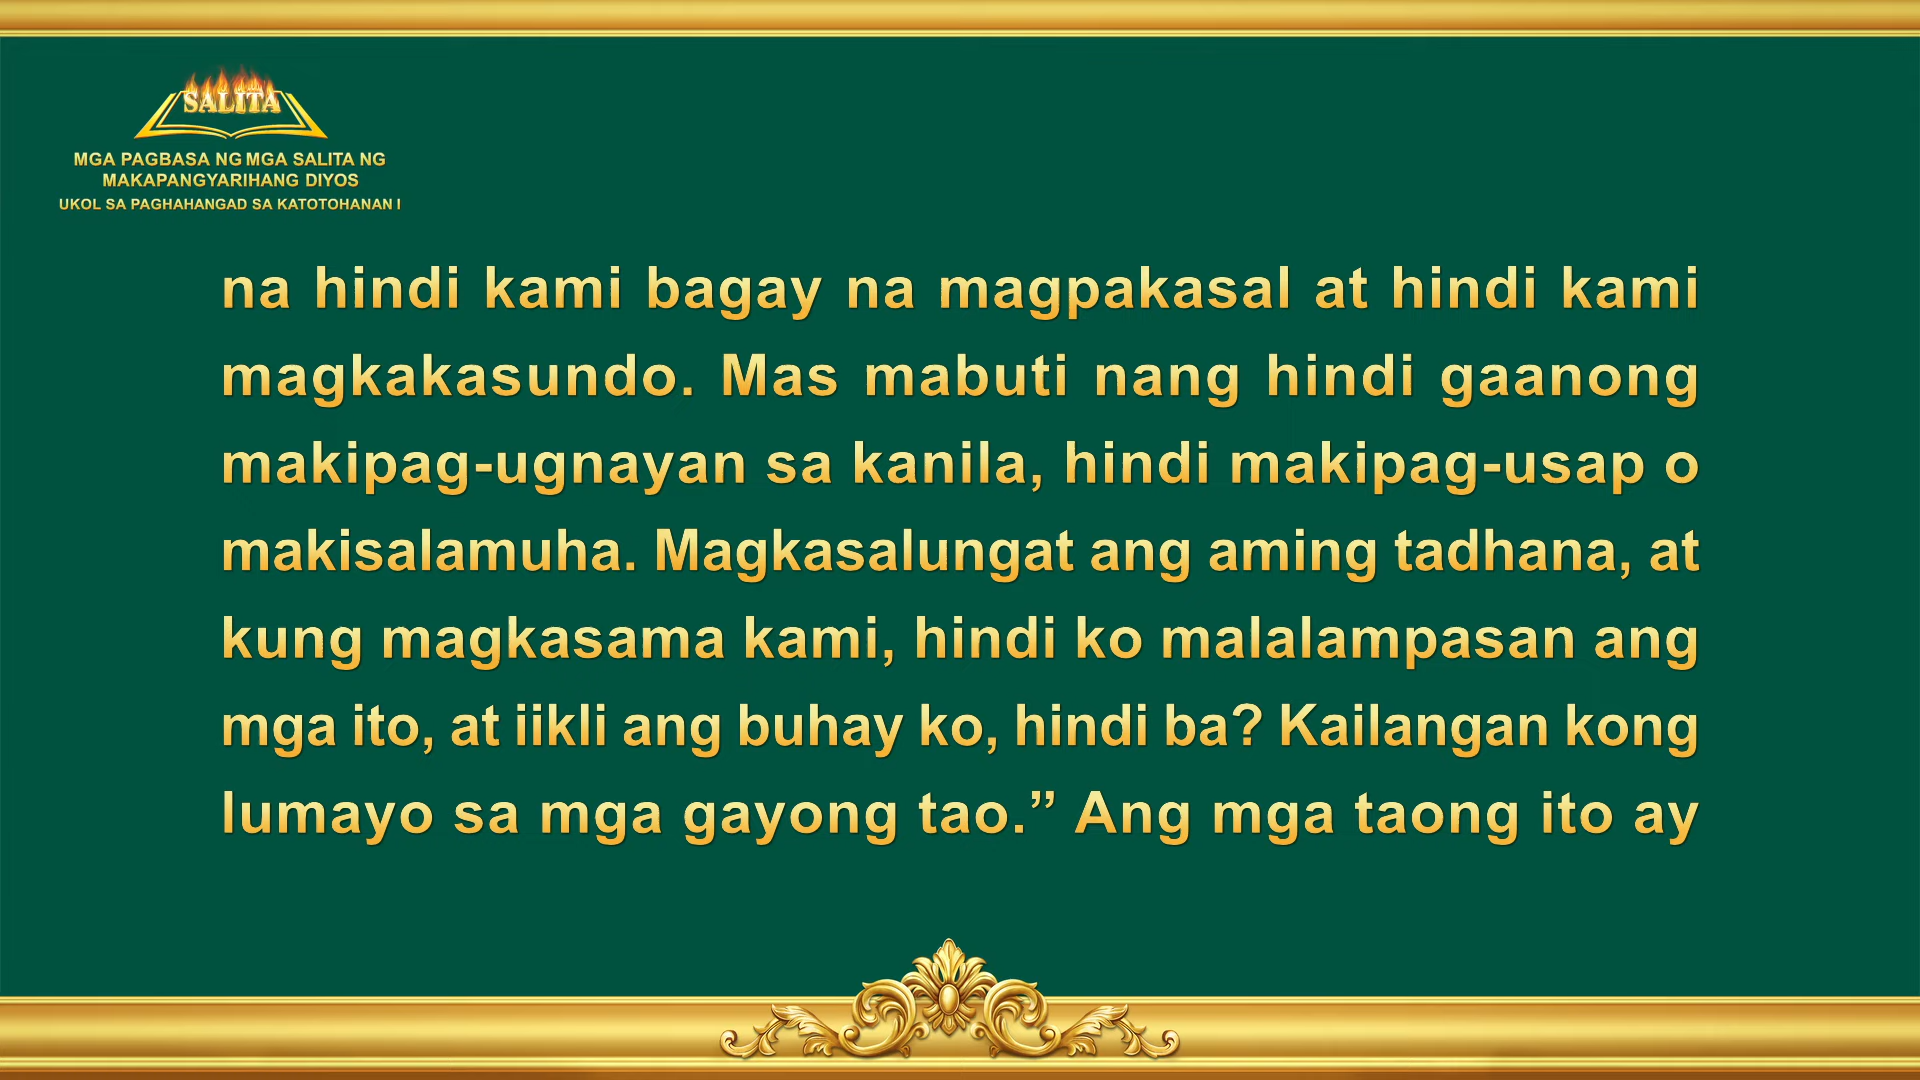 SALITA
MGA PAGBASA NG MGA SALITA NG
MAKAPANGYARIHANG DIYOS
UKOL SA PAGHAHANGAD SA KATOTOHANAN I
na hindi kami bagay na magpakasal at hindi kami
magkakasundo. Mas mabuti nang hindi gaanong
makipag-ugnayan sa kanila, hindi makipag-usap o
makisalamuha. Magkasalungat ang aming tadhana, at
kung magkasama kami, hindi ko malalampasan ang
mga ito, at iikli ang buhay ko, hindi ba? Kailangan kong
lumayo sa mga gayong tao.” Ang mga taong ito ay